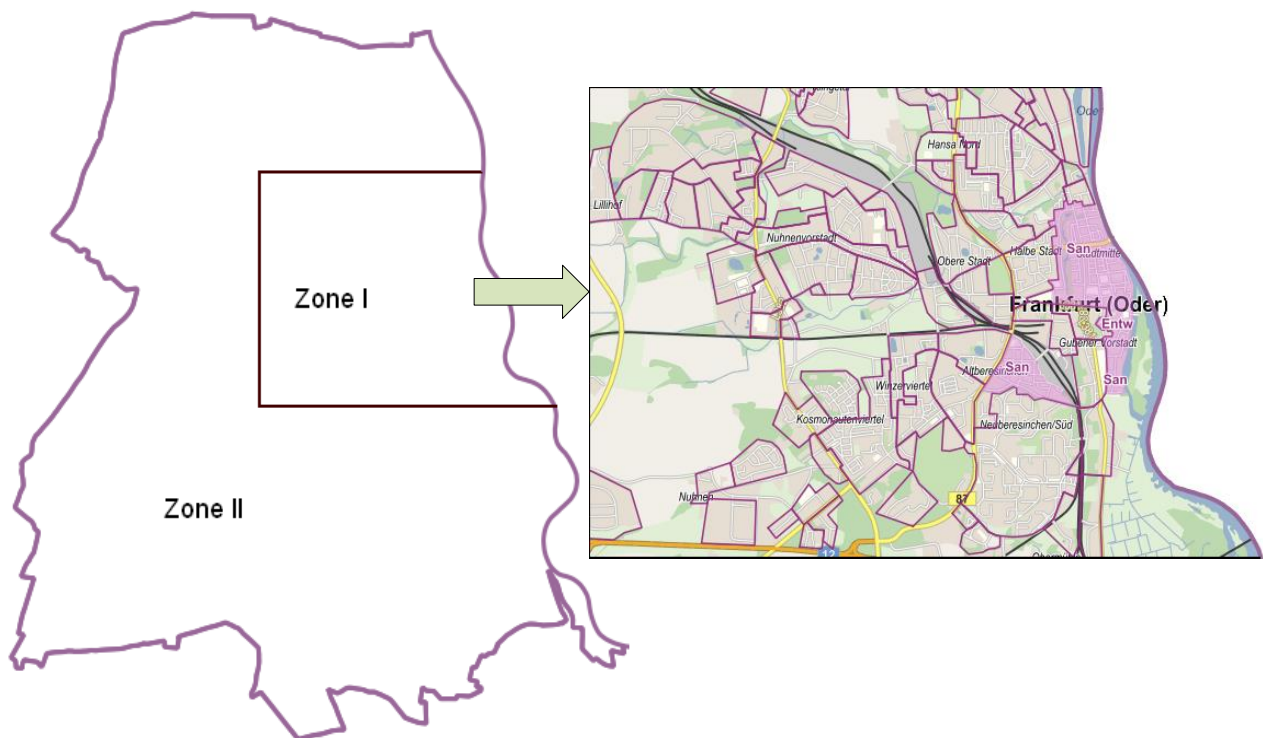 Zone I
Zone II
Hansa Nord
Lillihof
Nuhnenvorstadt
Obere Stadt
Halbe Stadt
San
Stadtmitte
Frankfurt (Oder)
Entw
Gubener Vorstadt
Altberesinchen
San
San
Winzerviertel
Kosmonautenviertel
Neuberesinchen/Süd
Nuhnen
87
12